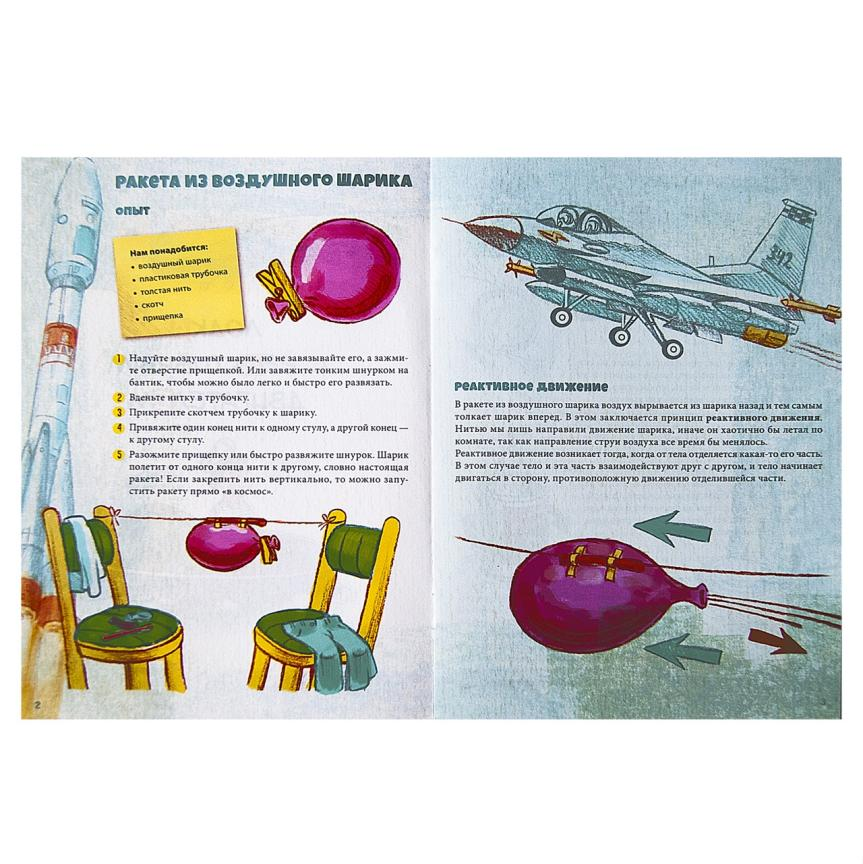 Ракета из воздушного шарика
опыт
Нам понадобится:
• воздушный шарик
• пластиковая трубочка
• толстая нить
• скотч
• прищепка
1 Надуйте воздушный шарик, но не завязывайте его, а зажми-
те отверстие прищепкой. Или завяжите тонким шнурком на
бантик, чтобы можно было легко и быстро его развязать.
2 Вденьте нитку в трубочку.
3 Прикрепите скотчем трубочку к шарику.
4 Привяжите один конец нити к одному стулу, а другой конец —
к другому стулу.
5 Разожмите прищепку или быстро развяжите шнурок. Шарик
полетит от одного конца нити к другому, словно настоящая
ракета! Если закрепить нить вертикально, то можно запу-
стить ракету прямо «в космос».
2
342
Реактивное движение
В ракете из воздушного шарика воздух вырывается из шарика назад и тем самым
толкает шарик вперед. В этом заключается принцип реактивного движения.
Нитью мы лишь направили движение шарика, иначе он хаотично бы летал по
комнате, так как направление струи воздуха все время бы менялось.
Реактивное движение возникает тогда, когда от тела отделяется какая-то его часть.
В этом случае тело и эта часть взаимодействуют друг с другом, и тело начинает
двигаться в сторону, противоположную движению отделившейся части.
3